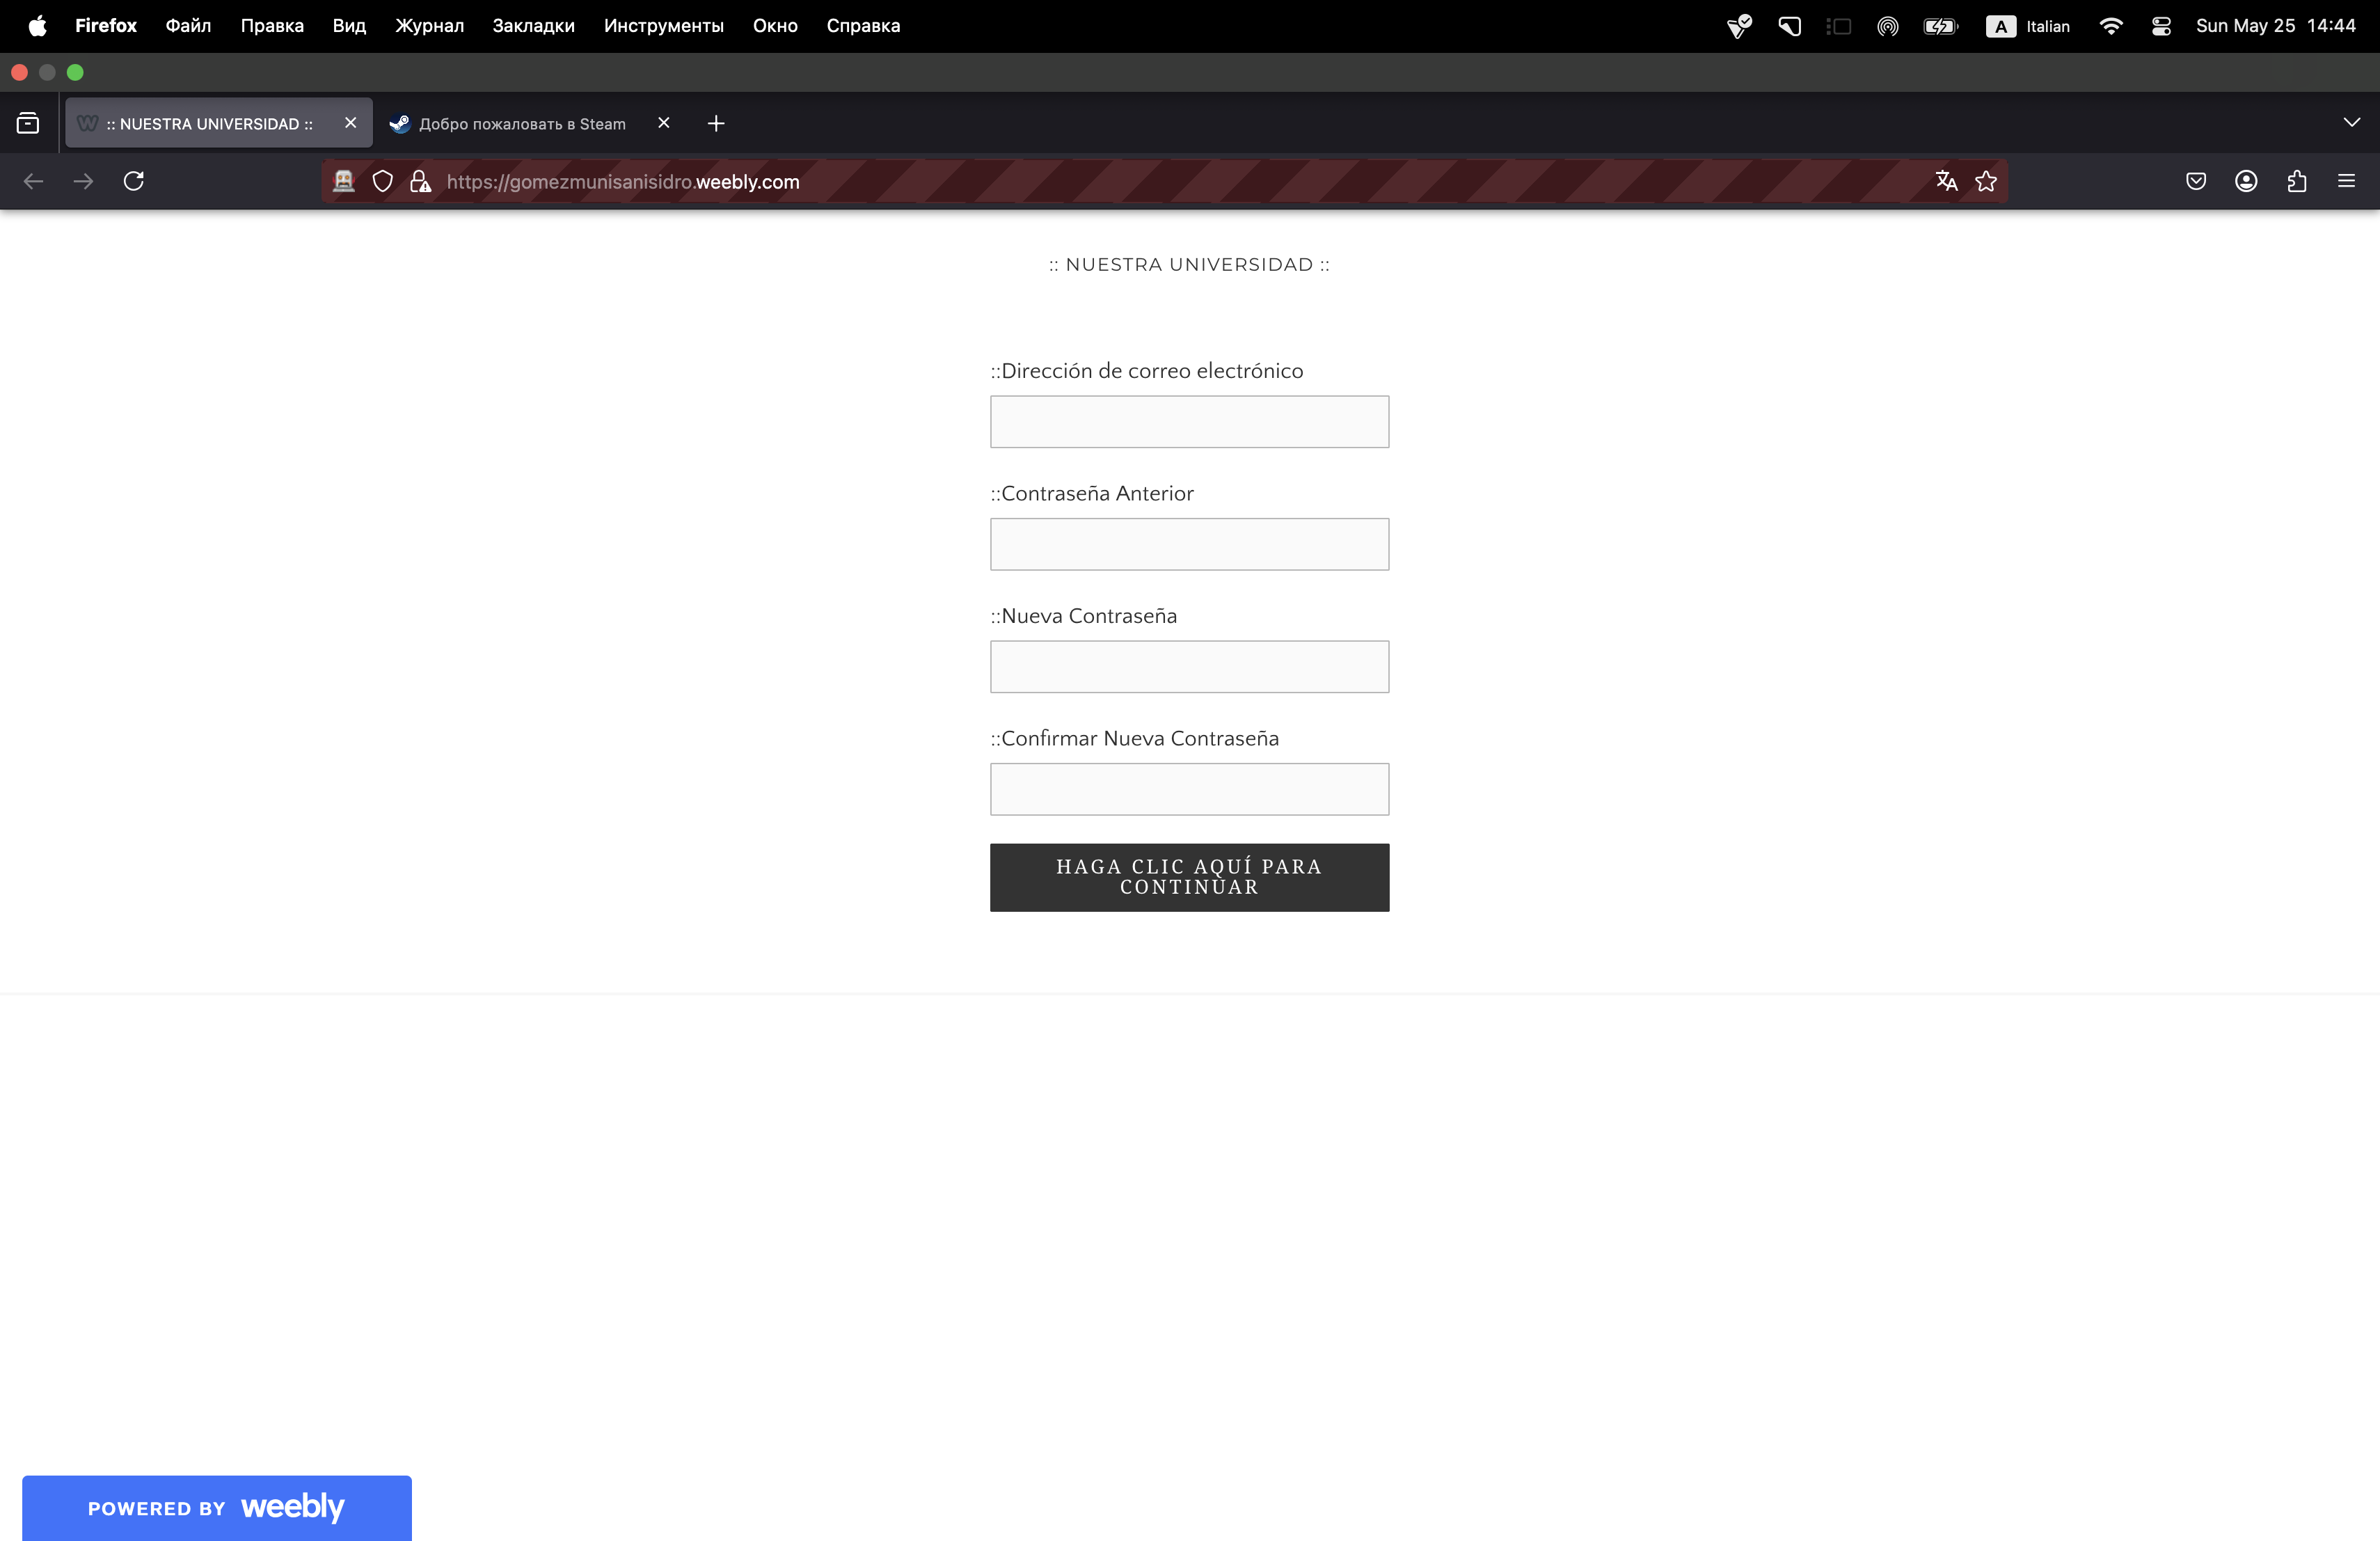 Firefox Файл Правка Вид Журнал Закладки Инструменты Окно Справка A Italian Sun May 25 14:44
:: NUESTRA UNIVERSIDAD :: Добро пожаловать в Steam
https://gomezmunisanisidro.weebly.com
:: NUESTRA UNIVERSIDAD ::
::Dirección de correo electrónico
::Contraseña Anterior
::Nueva Contraseña
::Confirmar Nueva Contraseña
HAGA CLIC AQUÍ PARA
CONTINUAR
POWERED BY weebly